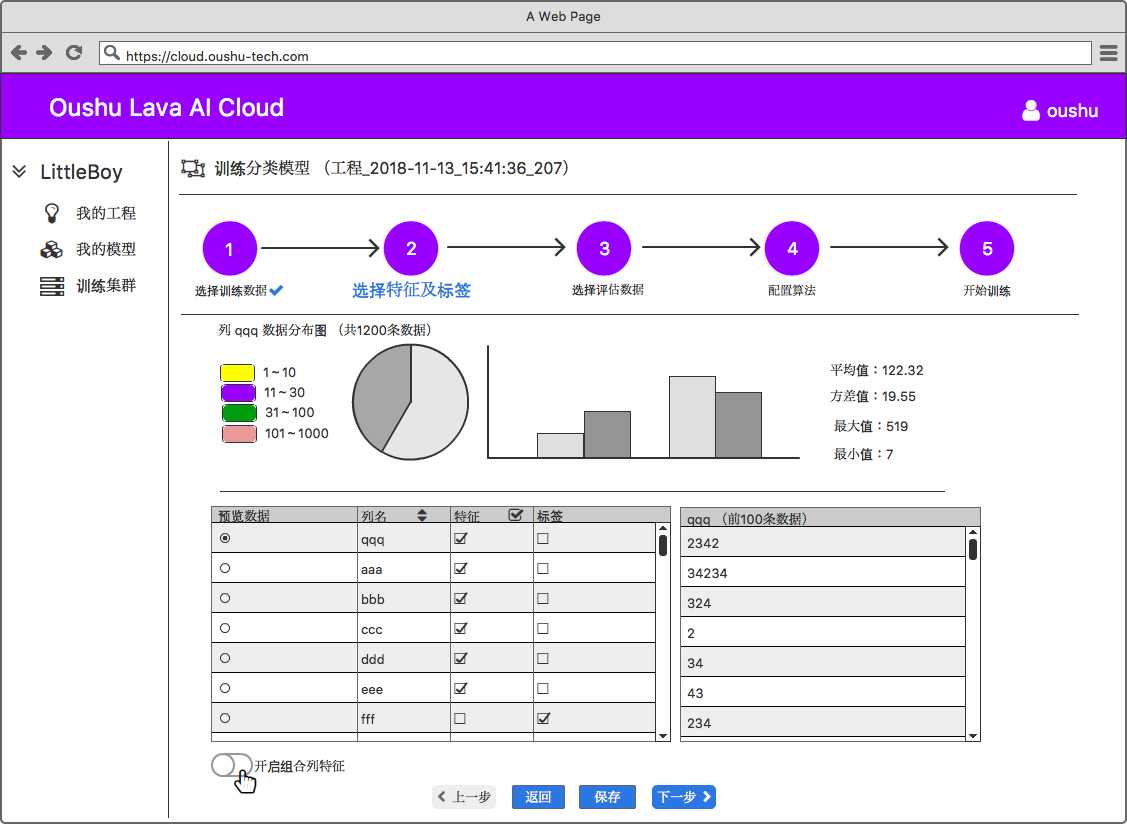 A Web Page
https://cloud.oushu-tech.com
Oushu Lava AI Cloud
oushu
LittleBoy
我的工程
我的模型
训练集群
训练分类模型 （工程_2018-11-13_15:41:36_207）
1 2 3 4 5
选择训练数据 选择特征及标签 选择评估数据 配置算法 开始训练
列 qqq 数据分布图 （共1200条数据）
1~10
11~30
31~100
101~1000
平均值：122.32
方差值：19.55
最大值：519
最小值：7
预览数据 列名 特征 标签
qqq
aaa
bbb
ccc
ddd
eee
fff
qqq （前100条数据）
2342
34234
324
2
34
43
234
开启组合列特征
上一步 返回 保存 下一步